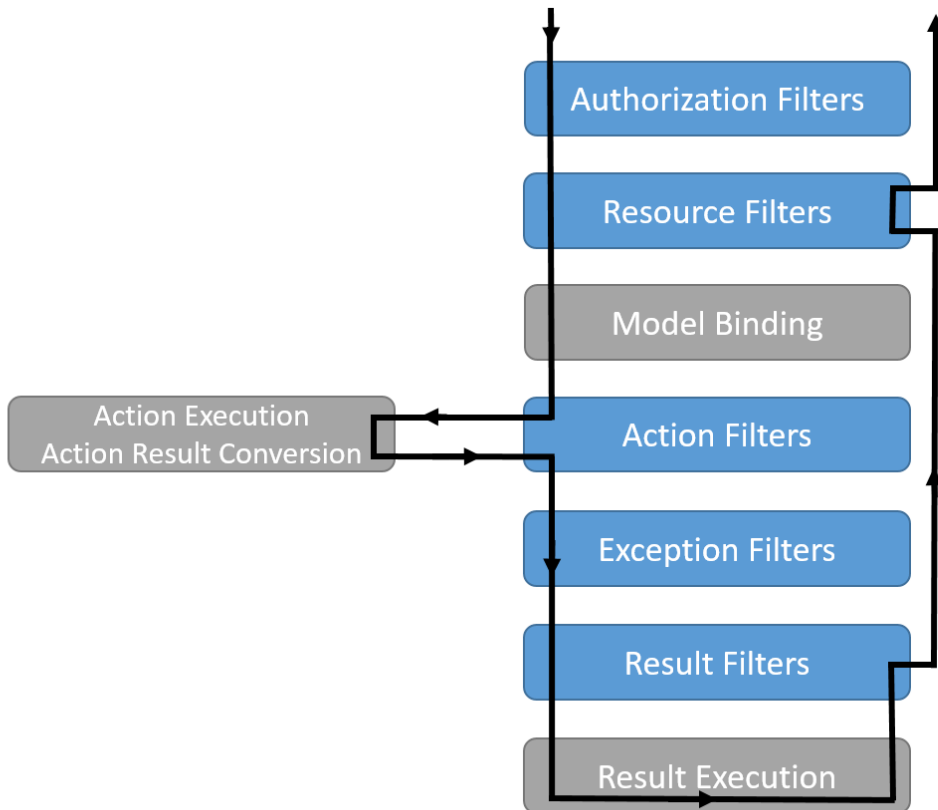 Authorization Filters
Resource Filters
Model Binding
Action Execution
Action Result Conversion
Action Filters
Exception Filters
Result Filters
Result Execution